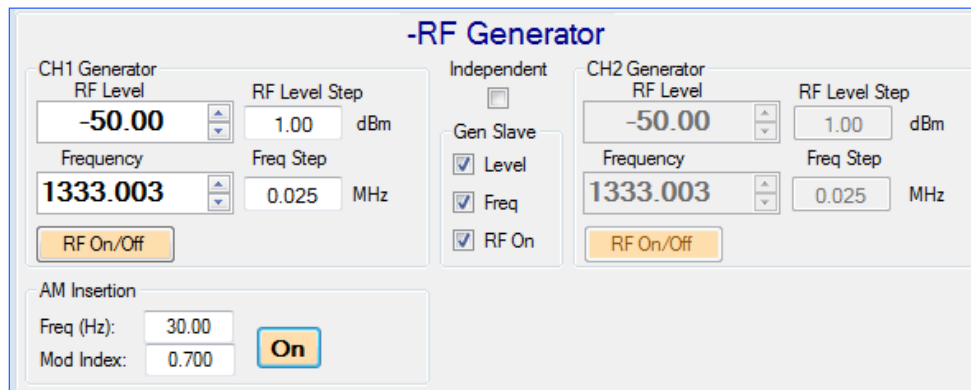 -RF Generator
CH1 Generator
RF Level
RF Level Step
-50.00
1.00
dBm
Frequency
Freq Step
1333.003
0.025
MHz
RF On/Off
Independent
Gen Slave
Level
Freq
RF On
CH2 Generator
RF Level
RF Level Step
-50.00
1.00
dBm
Frequency
Freq Step
1333.003
0.025
MHz
RF On/Off
AM Insertion
Freq (Hz):
30.00
Mod Index:
0.700
On